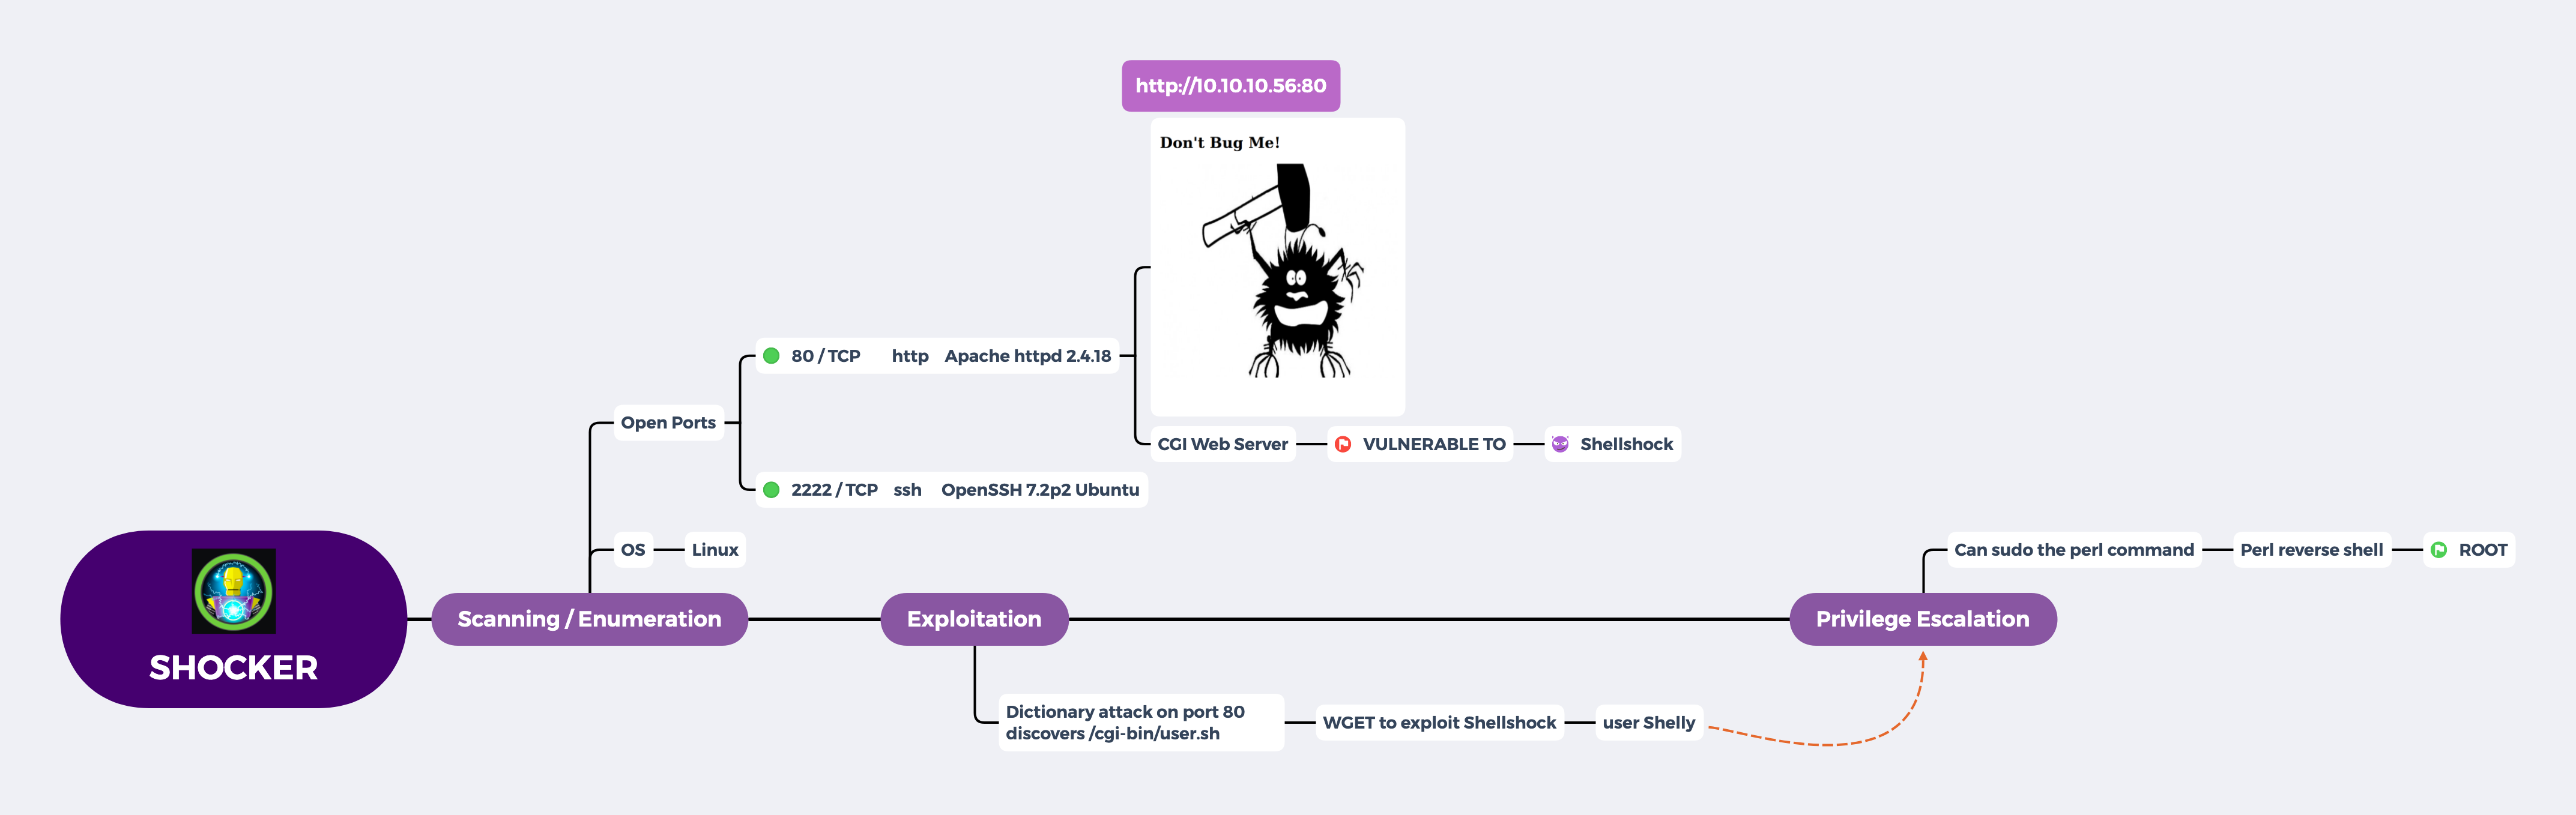 http://10.10.10.56:80
Don't Bug Me!
80 / TCP http Apache httpd 2.4.18
Open Ports
CGI Web Server
VULNERABLE TO
Shellshock
2222 / TCP ssh OpenSSH 7.2p2 Ubuntu
OS
Linux
SHOCKER
Scanning / Enumeration
Exploitation
Privilege Escalation
Can sudo the perl command
Perl reverse shell
ROOT
Dictionary attack on port 80
discovers /cgi-bin/user.sh
WGET to exploit Shellshock
user Shelly